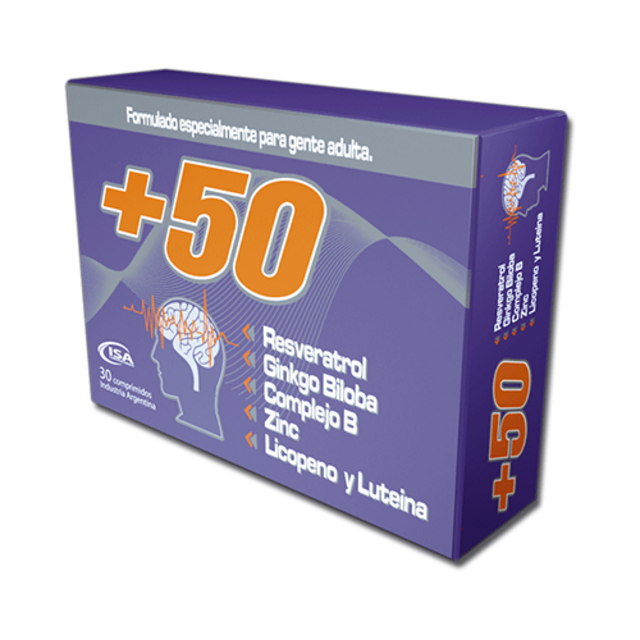 Formulado especialmente para gente adulta.
+50
Resveratrol
Ginkgo Biloba
Complejo B
Zinc
Licopeno y Luteina
ISA
30 comprimidos
Industria Argentina
Resveratrol
Ginkgo Biloba
Complejo B
Zinc
Licopeno y Luteina
+50